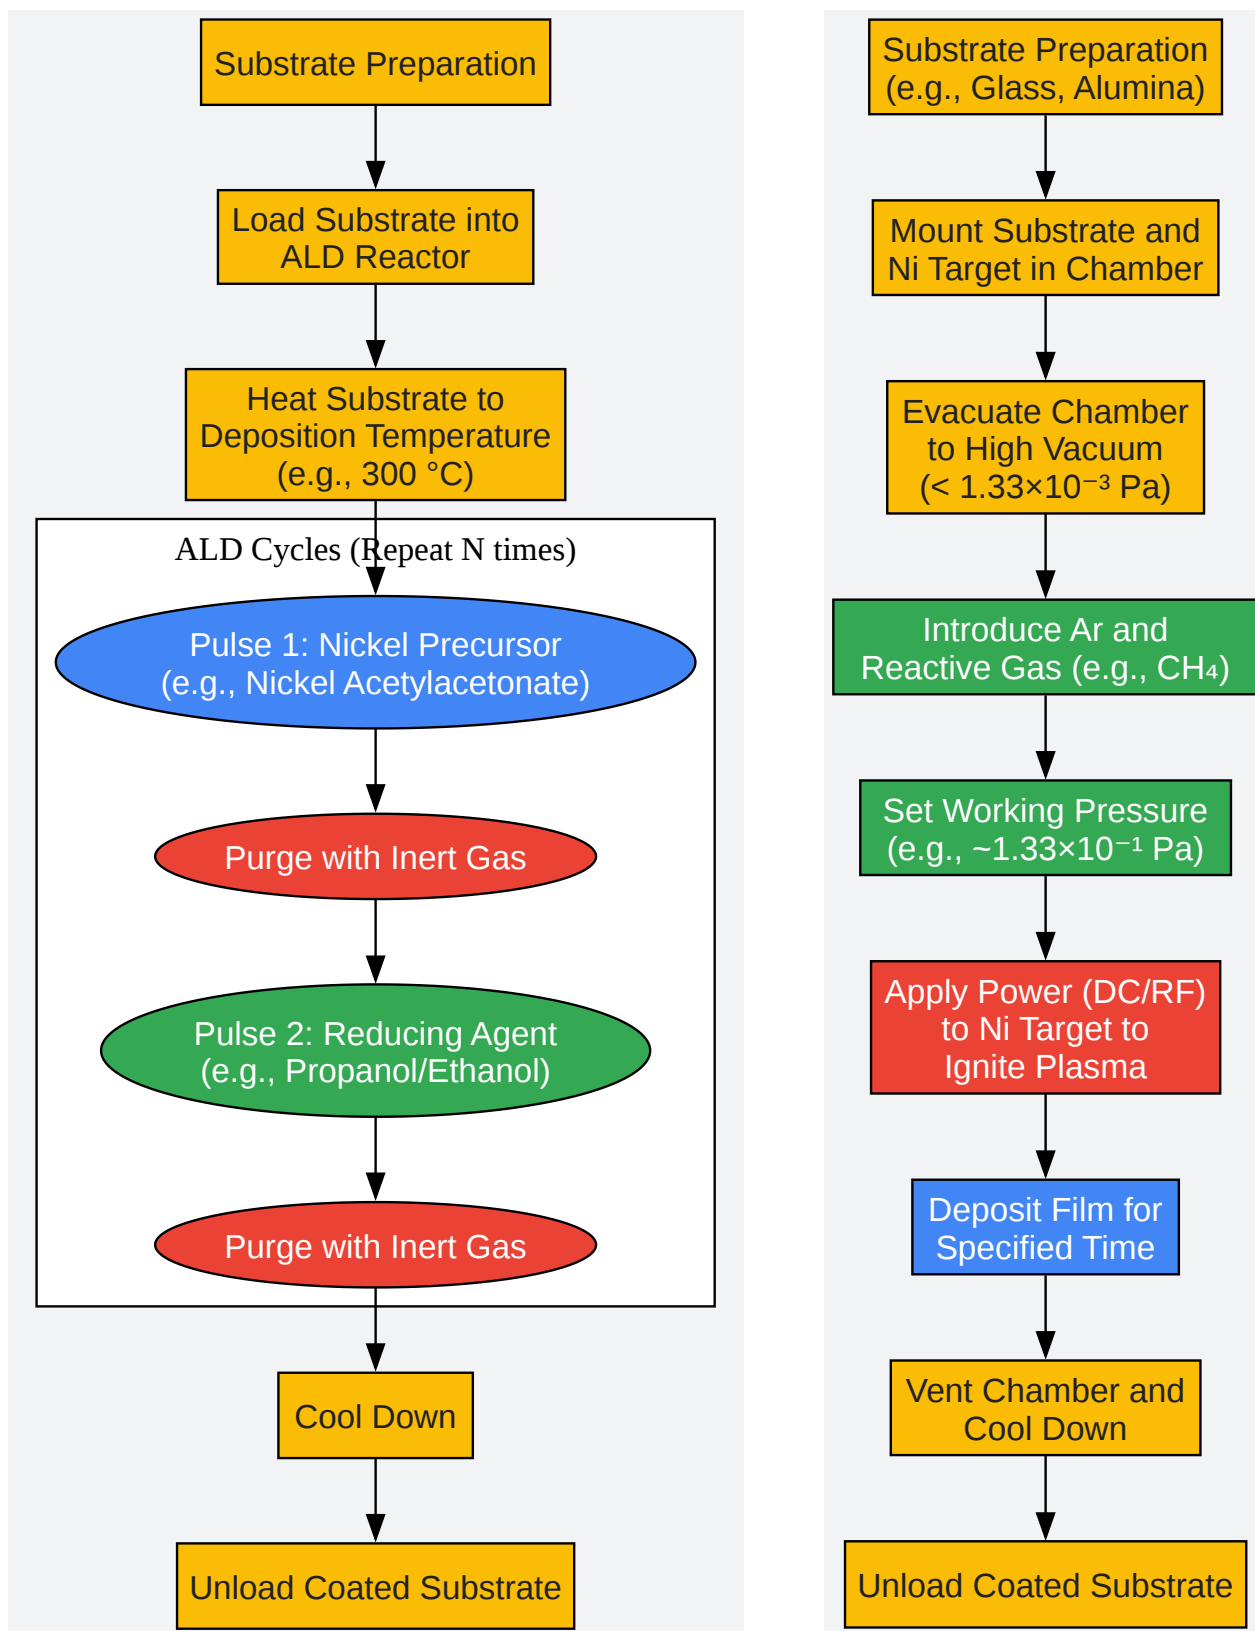 Substrate Preparation
Load Substrate into
ALD Reactor
Heat Substrate to
Deposition Temperature
(e.g., 300 °C)
ALD Cycles (Repeat N times)
Pulse 1: Nickel Precursor
(e.g., Nickel Acetylacetonate)
Purge with Inert Gas
Pulse 2: Reducing Agent
(e.g., Propanol/Ethanol)
Purge with Inert Gas
Cool Down
Unload Coated Substrate
Substrate Preparation
(e.g., Glass, Alumina)
Mount Substrate and
Ni Target in Chamber
Evacuate Chamber
to High Vacuum
(< 1.33×10⁻³ Pa)
Introduce Ar and
Reactive Gas (e.g., CH₄)
Set Working Pressure
(e.g., ~1.33×10⁻¹ Pa)
Apply Power (DC/RF)
to Ni Target to
Ignite Plasma
Deposit Film for
Specified Time
Vent Chamber and
Cool Down
Unload Coated Substrate